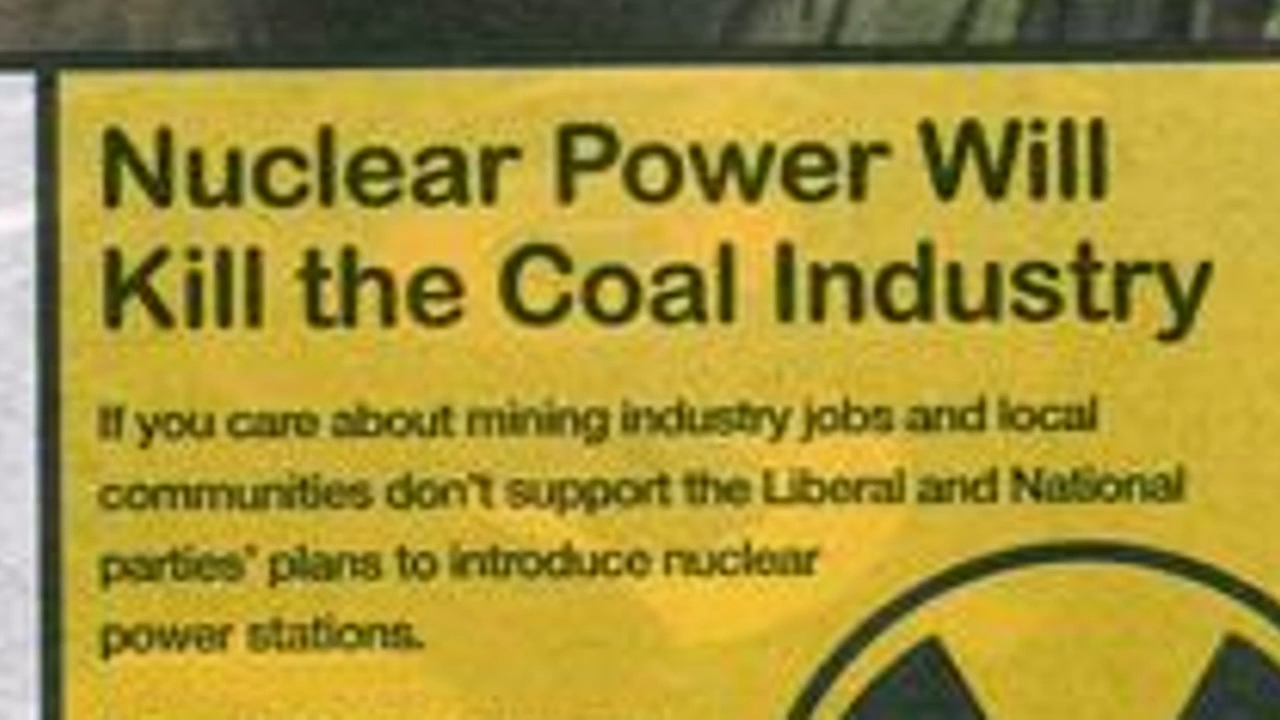 Nuclear Power Will
Kill the Coal Industry
If you care about mining industry jobs and local
communities don't support the Liberal and National
parties' plans to introduce nuclear
power stations.